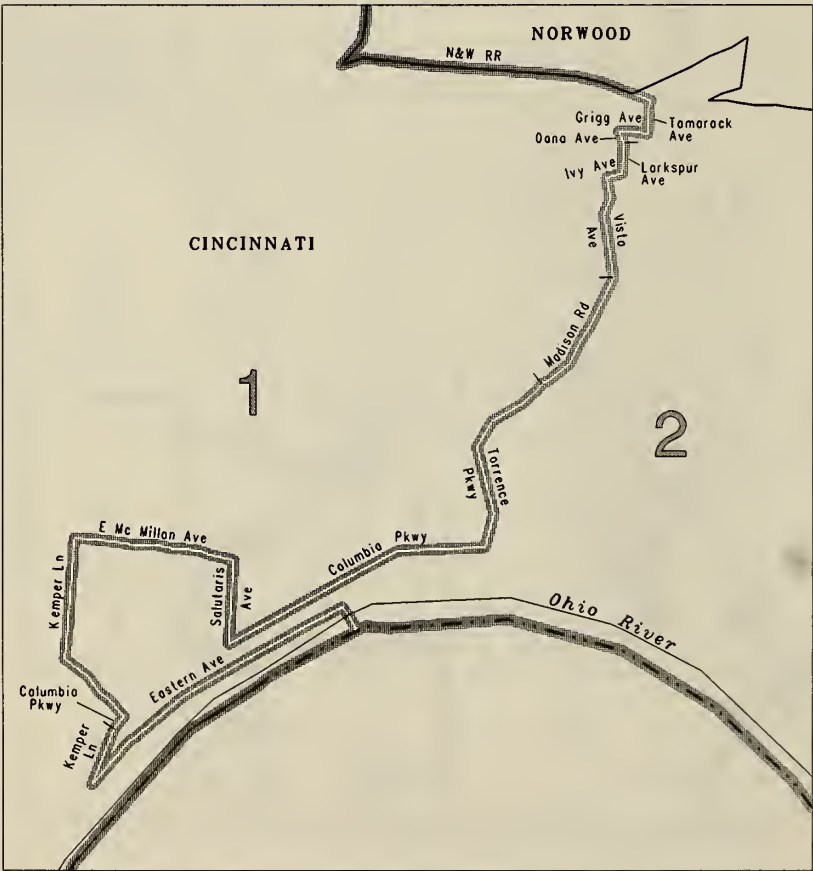 NORWOOD
N&W RR
Grigg Ave
Tamarack
Ave
Dana Ave
Ivy Ave
Larkspur
Ave
Vista
Ave
CINCINNATI
Madison Rd
1
2
Torrence
Pkwy
E Mc Millan Ave
Columbia Pkwy
Kemper Ln
Salutaris
Ave
Ohio River
Eastern Ave
Columbia
Pkwy
Kemper
Ln